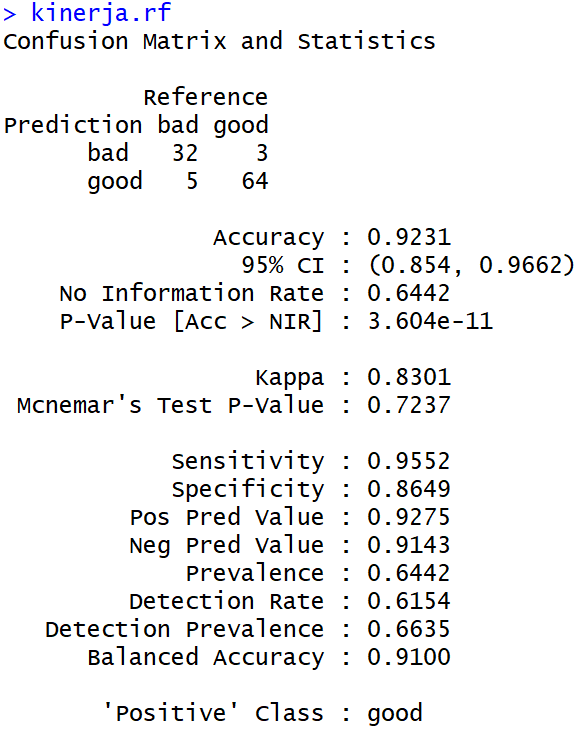 > kinerja.rf
Confusion Matrix and Statistics
Reference
Prediction bad good
bad 32 3
good 5 64
Accuracy : 0.9231
95% CI : (0.854, 0.9662)
No Information Rate : 0.6442
P-Value [Acc > NIR] : 3.604e-11
Kappa : 0.8301
Mcnemar's Test P-Value : 0.7237
Sensitivity : 0.9552
Specificity : 0.8649
Pos Pred Value : 0.9275
Neg Pred Value : 0.9143
Prevalence : 0.6442
Detection Rate : 0.6154
Detection Prevalence : 0.6635
Balanced Accuracy : 0.9100
'Positive' Class : good